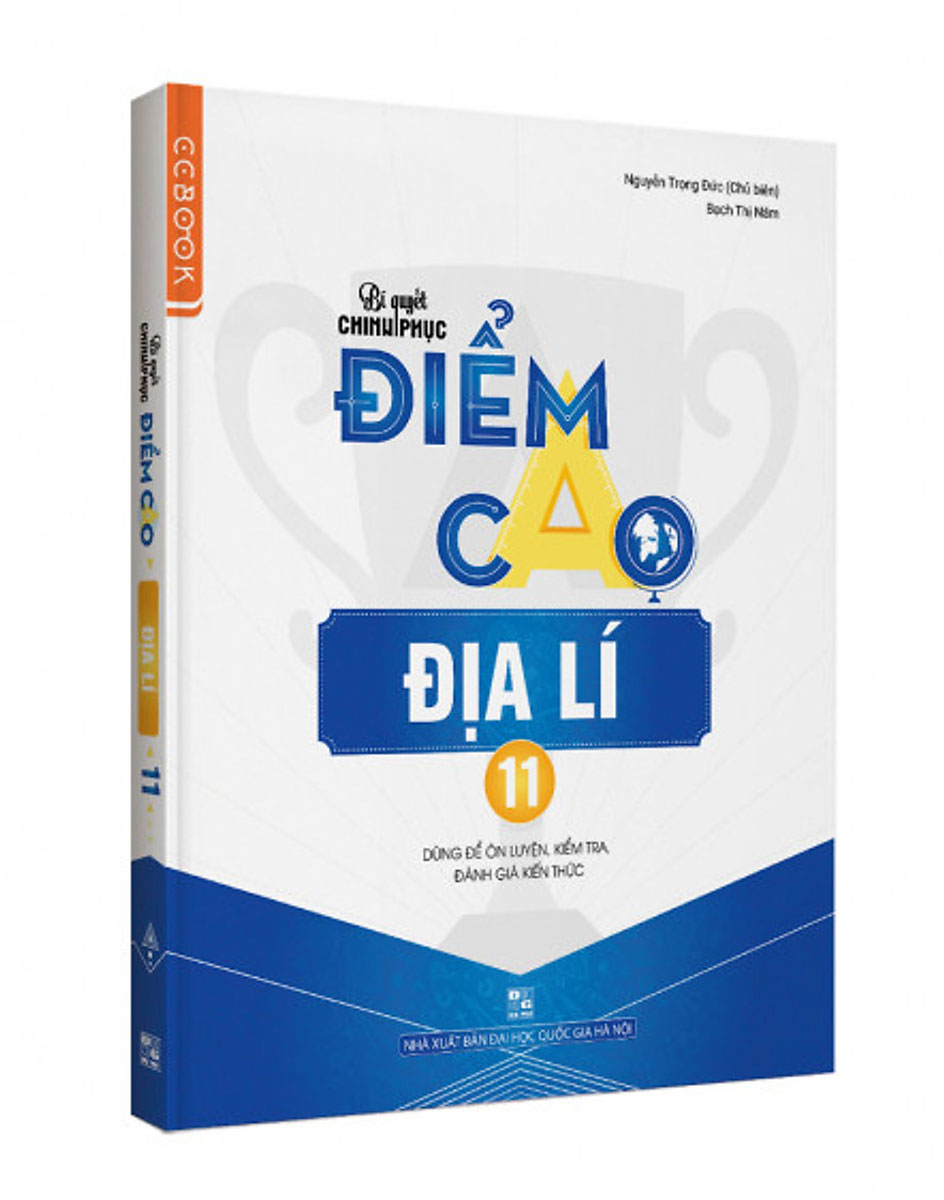 CCBOOK
Bí quyết
CHINH PHỤC
ĐIỂM CAO
ĐỊA LÍ
11
Nguyễn Trọng Đức (Chủ biên)
Bạch Thị Năm
Bí quyết
CHINH PHỤC
ĐIỂM
CAO
ĐỊA LÍ
11
DÙNG ĐỂ ÔN LUYỆN, KIỂM TRA,
ĐÁNH GIÁ KIẾN THỨC
NHÀ XUẤT BẢN ĐẠI HỌC QUỐC GIA HÀ NỘI